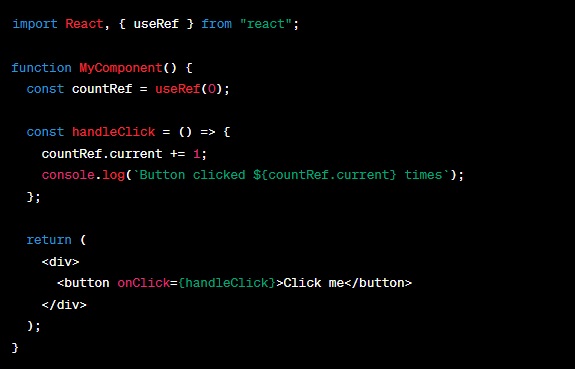 import React, { useRef } from "react";
function MyComponent() {
const countRef = useRef(0);
const handleClick = () => {
countRef.current += 1;
console.log(`Button clicked ${countRef.current} times`);
};
return (
<div>
<button onClick={handleClick}>Click me</button>
</div>
);
}